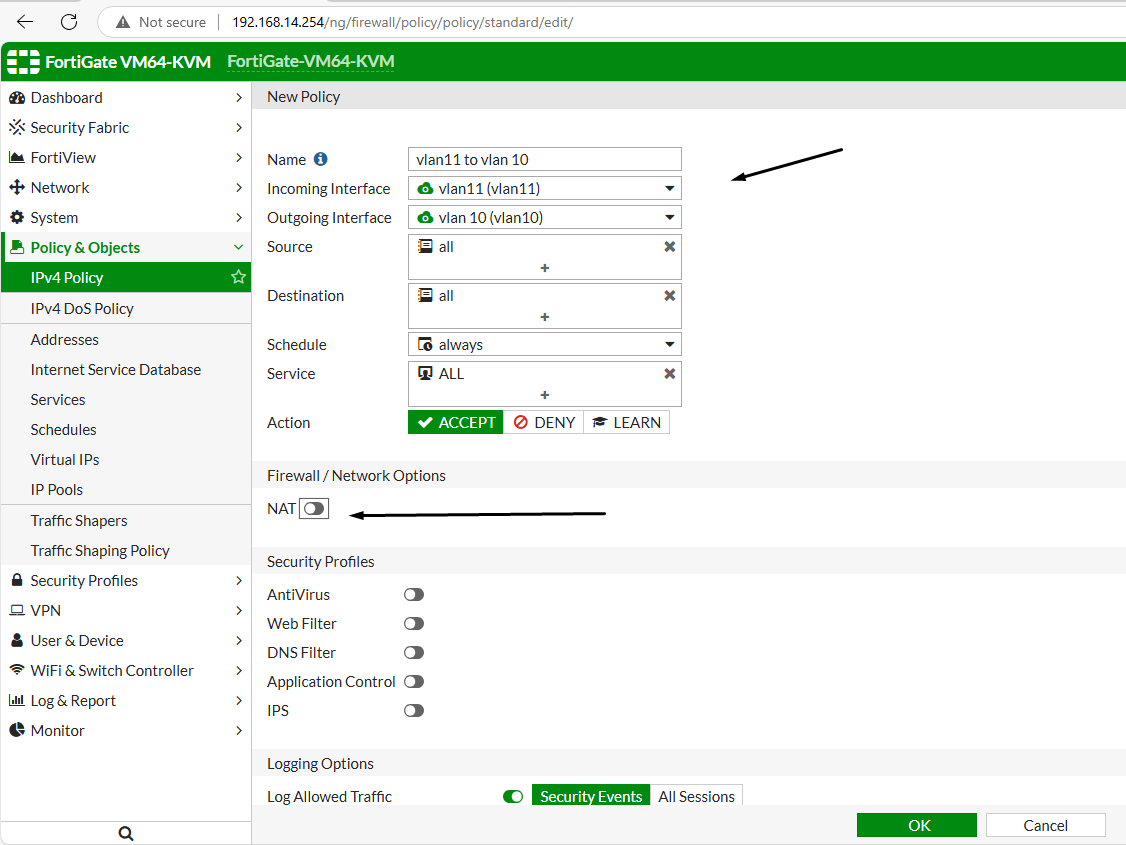 Not secure 192.168.14.254/ng/firewall/policy/policy/standard/edit/
FortiGate VM64-KVM FortiGate-VM64-KVM
Dashboard
Security Fabric
FortiView
Network
System
Policy & Objects
IPv4 Policy
IPv4 DoS Policy
Addresses
Internet Service Database
Services
Schedules
Virtual IPs
IP Pools
Traffic Shapers
Traffic Shaping Policy
Security Profiles
VPN
User & Device
WiFi & Switch Controller
Log & Report
Monitor
New Policy
Name vlan11 to vlan 10
Incoming Interface vlan11 (vlan11)
Outgoing Interface vlan 10 (vlan10)
Source all
+
Destination all
+
Schedule always
Service ALL
+
Action ACCEPT DENY LEARN
Firewall / Network Options
NAT
Security Profiles
AntiVirus
Web Filter
DNS Filter
Application Control
IPS
Logging Options
Log Allowed Traffic Security Events All Sessions
OK Cancel